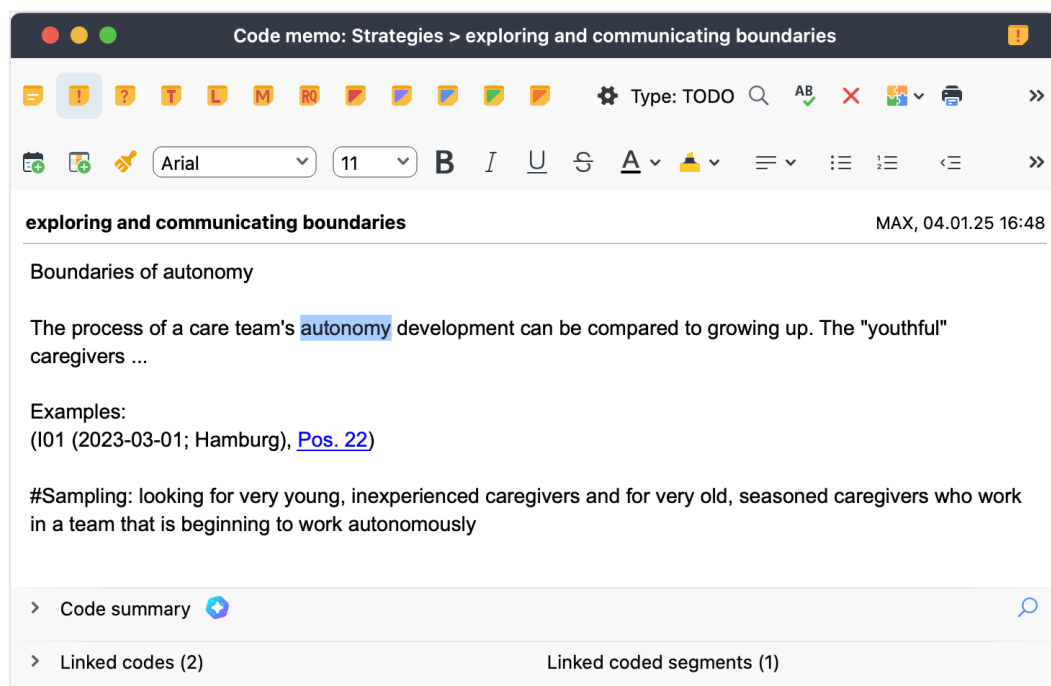 Code memo: Strategies > exploring and communicating boundaries
! ? T L M RQ Type: TODO AB
Arial 11 B I U S A
exploring and communicating boundaries MAX, 04.01.25 16:48
Boundaries of autonomy
The process of a care team's autonomy development can be compared to growing up. The "youthful"
caregivers ...
Examples:
(I01 (2023-03-01; Hamburg), Pos. 22)
#Sampling: looking for very young, inexperienced caregivers and for very old, seasoned caregivers who work
in a team that is beginning to work autonomously
Code summary
Linked codes (2) Linked coded segments (1)